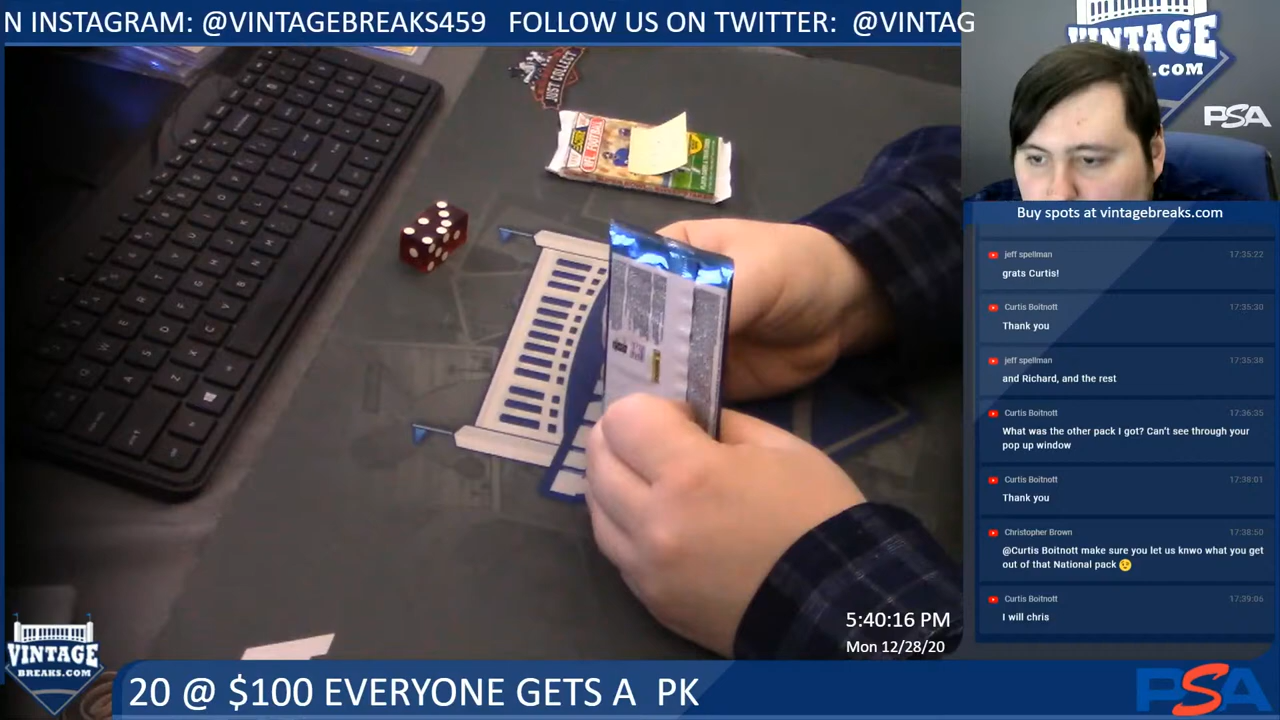 N INSTAGRAM: @VINTAGEBREAKS459 FOLLOW US ON TWITTER: @VINTAG
JUST COLLECT
SCORE
NFL FOOTBALL
VINTAGE
.COM
PSA
Buy spots at vintagebreaks.com
jeff spellman 17:35:22
grats Curtis!
Curtis Boitnott 17:35:30
Thank you
jeff spellman 17:35:38
and Richard, and the rest
Curtis Boitnott 17:36:35
What was the other pack I got? Can't see through your
pop up window
Curtis Boitnott 17:38:01
Thank you
Christopher Brown 17:38:50
@Curtis Boitnott make sure you let us knwo what you get
out of that National pack
Curtis Boitnott 17:39:06
I will chris
5:40:16 PM
Mon 12/28/20
VINTAGE
BREAKS.COM
20 @ $100 EVERYONE GETS A PK
PSA